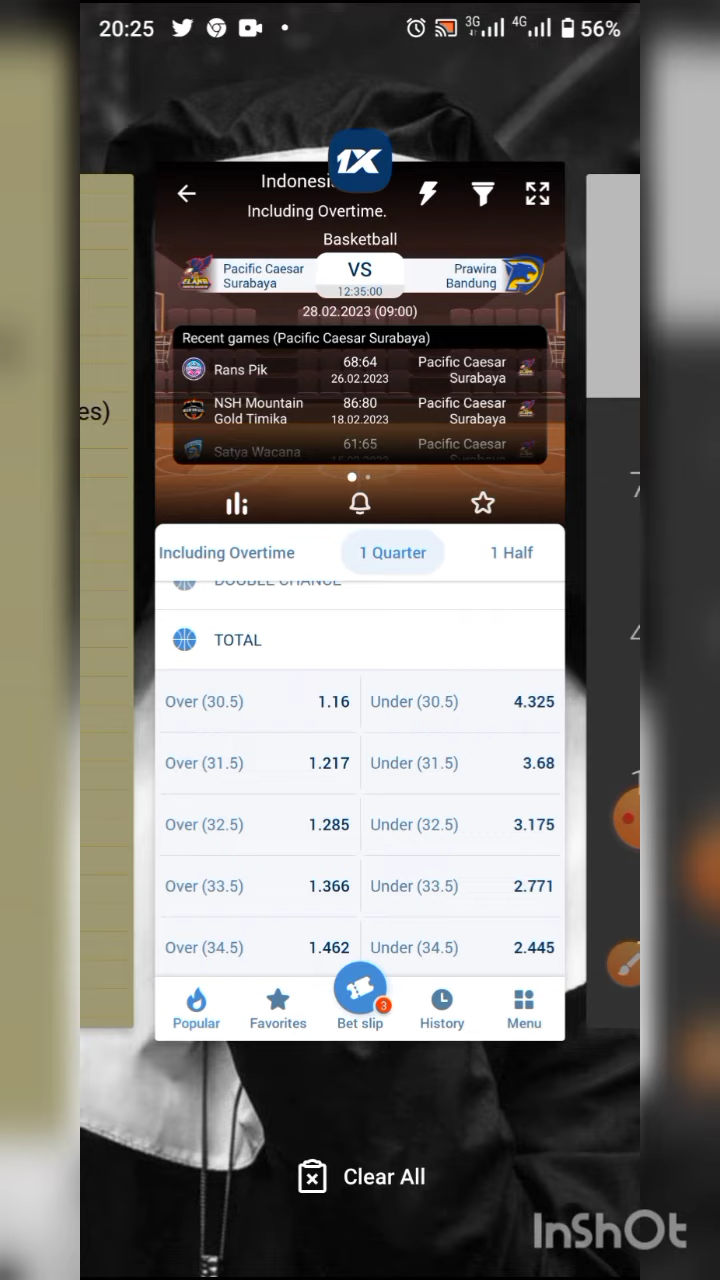 20:25
3G
4G
56%
1X
Indonesi
Including Overtime.
Basketball
Pacific Caesar
Surabaya
VS
Prawira
Bandung
12:35:00
28.02.2023 (09:00)
Recent games (Pacific Caesar Surabaya)
Rans Pik
68:64
26.02.2023
Pacific Caesar
Surabaya
NSH Mountain
Gold Timika
86:80
18.02.2023
Pacific Caesar
Surabaya
Satya Wacana
61:65
Pacific Caesar
es)
Including Overtime
1 Quarter
1 Half
DOUBLE CHANCE
TOTAL
Over (30.5) 1.16 Under (30.5) 4.325
Over (31.5) 1.217 Under (31.5) 3.68
Over (32.5) 1.285 Under (32.5) 3.175
Over (33.5) 1.366 Under (33.5) 2.771
Over (34.5) 1.462 Under (34.5) 2.445
3
Popular
Favorites
Bet slip
History
Menu
Clear All
InShOt